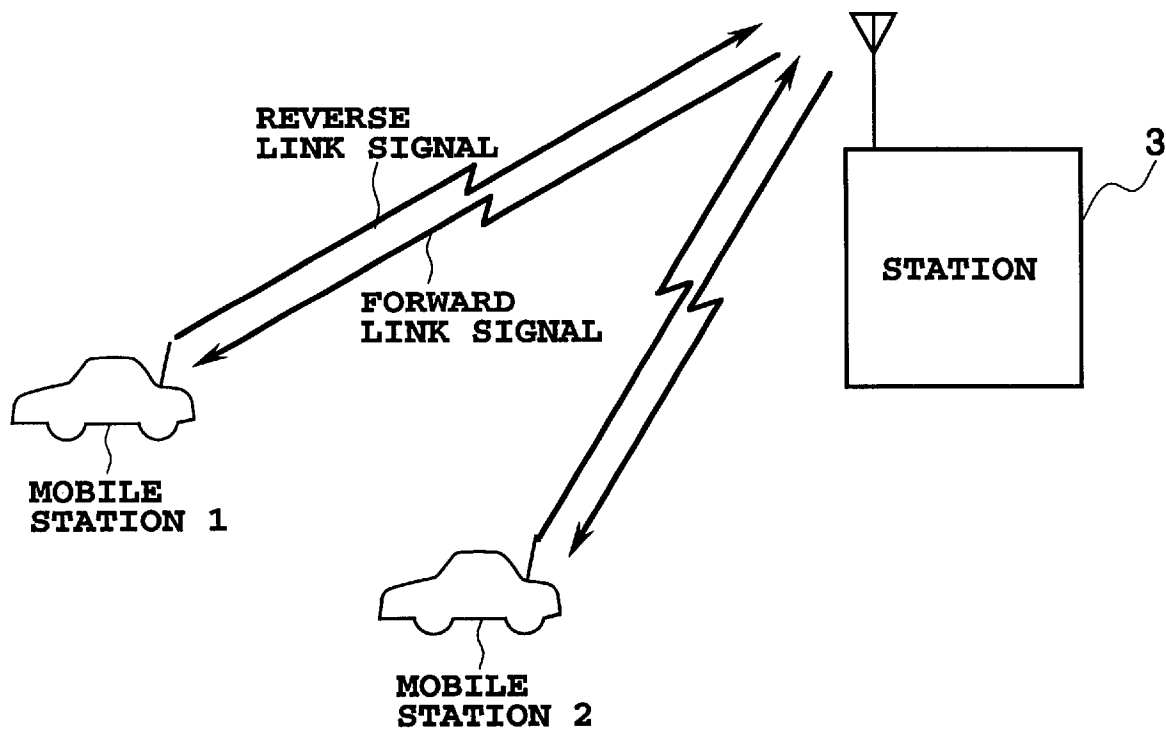 REVERSE
LINK SIGNAL
3
STATION
FORWARD
LINK SIGNAL
MOBILE
STATION 1
MOBILE
STATION 2